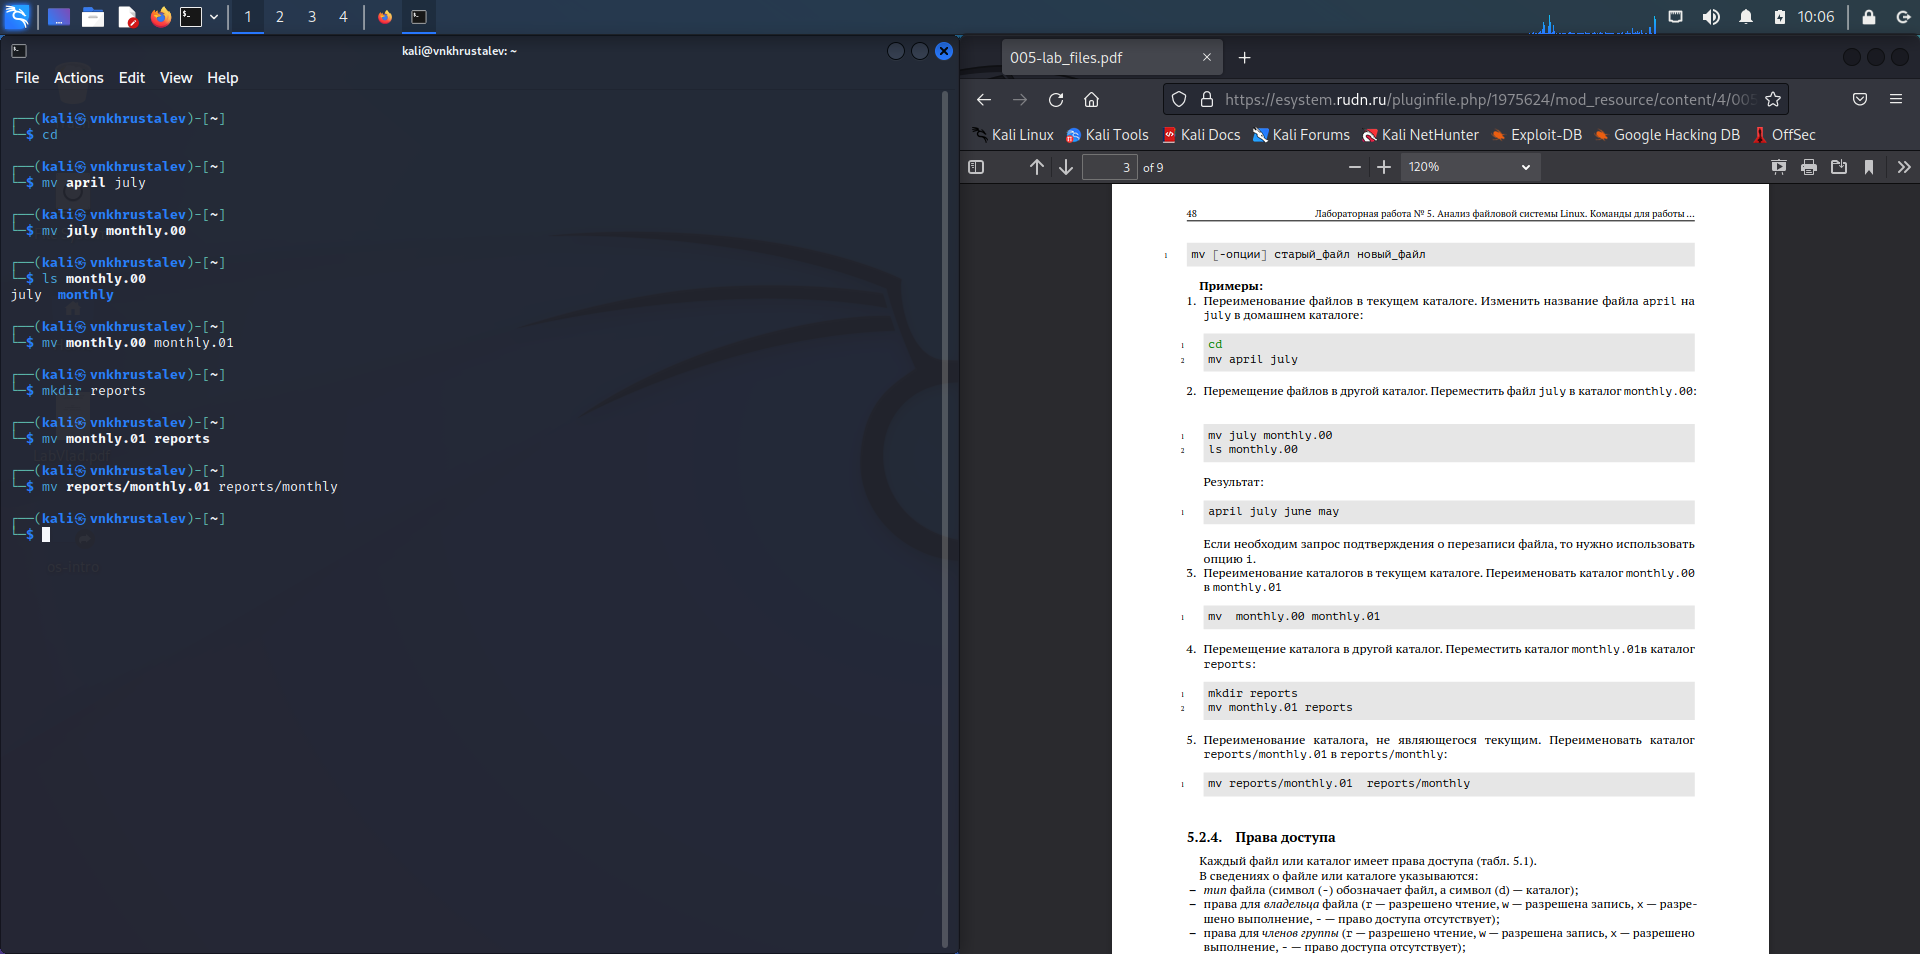 1 2 3 4
10:06
kali@vnkhrustalev: ~
File Actions Edit View Help
(kali㉿vnkhrustalev)-[~]
$ cd
(kali㉿vnkhrustalev)-[~]
$ mv april july
(kali㉿vnkhrustalev)-[~]
$ mv july monthly.00
(kali㉿vnkhrustalev)-[~]
$ ls monthly.00
july monthly
(kali㉿vnkhrustalev)-[~]
$ mv monthly.00 monthly.01
(kali㉿vnkhrustalev)-[~]
$ mkdir reports
(kali㉿vnkhrustalev)-[~]
$ mv monthly.01 reports
(kali㉿vnkhrustalev)-[~]
$ mv reports/monthly.01 reports/monthly
(kali㉿vnkhrustalev)-[~]
$
os-intro
005-lab_files.pdf
https://esystem.rudn.ru/pluginfile.php/1975624/mod_resource/content/4/005
Kali Linux Kali Tools Kali Docs Kali Forums Kali NetHunter Exploit-DB Google Hacking DB OffSec
3 of 9 120%
48 Лабораторная работа № 5. Анализ файловой системы Linux. Команды для работы ...
1 mv [-опции] старый_файл новый_файл
Примеры:
1. Переименование файлов в текущем каталоге. Изменить название файла april на
july в домашнем каталоге:
1 cd
2 mv april july
2. Перемещение файлов в другой каталог. Переместить файл july в каталог monthly.00:
1 mv july monthly.00
2 ls monthly.00
Результат:
1 april july june may
Если необходим запрос подтверждения о перезаписи файла, то нужно использовать
опцию i.
3. Переименование каталогов в текущем каталоге. Переименовать каталог monthly.00
в monthly.01
1 mv monthly.00 monthly.01
4. Перемещение каталога в другой каталог. Переместить каталог monthly.01в каталог
reports:
1 mkdir reports
2 mv monthly.01 reports
5. Переименование каталога, не являющегося текущим. Переименовать каталог
reports/monthly.01 в reports/monthly:
1 mv reports/monthly.01 reports/monthly
5.2.4. Права доступа
Каждый файл или каталог имеет права доступа (табл. 5.1).
В сведениях о файле или каталоге указываются:
– тип файла (символ (-) обозначает файл, а символ (d) — каталог);
– права для владельца файла (r — разрешено чтение, w — разрешена запись, x — разре-
шено выполнение, - — право доступа отсутствует);
– права для членов группы (r — разрешено чтение, w — разрешена запись, x — разрешено
выполнение, - — право доступа отсутствует);